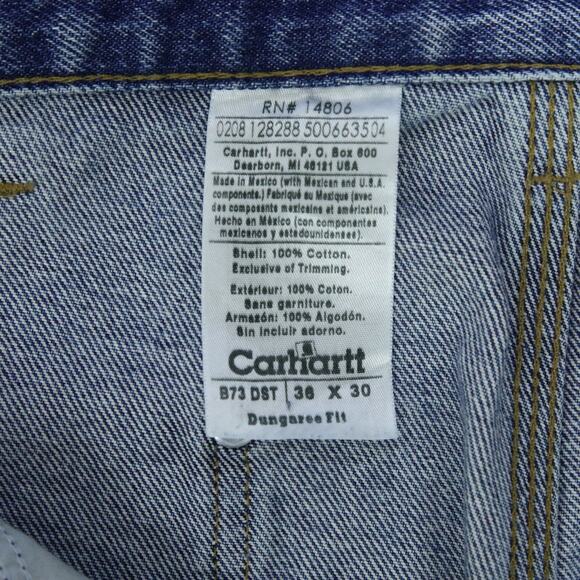 RN# 14806
0208 128288 500663504
Carhartt, Inc. P. O. Box 600
Dearborn, MI 48121 USA
Made in Mexico (with Mexican and U.S.A.
components.) Fabriqué au Mexique (avec
des composants mexicains et américains).
Hecho en México (con componentes
mexicanos y estadounidenses).
Shell: 100% Cotton.
Exclusive of Trimming.
Extérieur: 100% Coton.
Sans garniture.
Armazón: 100% Algodón.
Sin incluir adorno.
Carhartt
B73 DST 36 X 30
Dungaree Fit